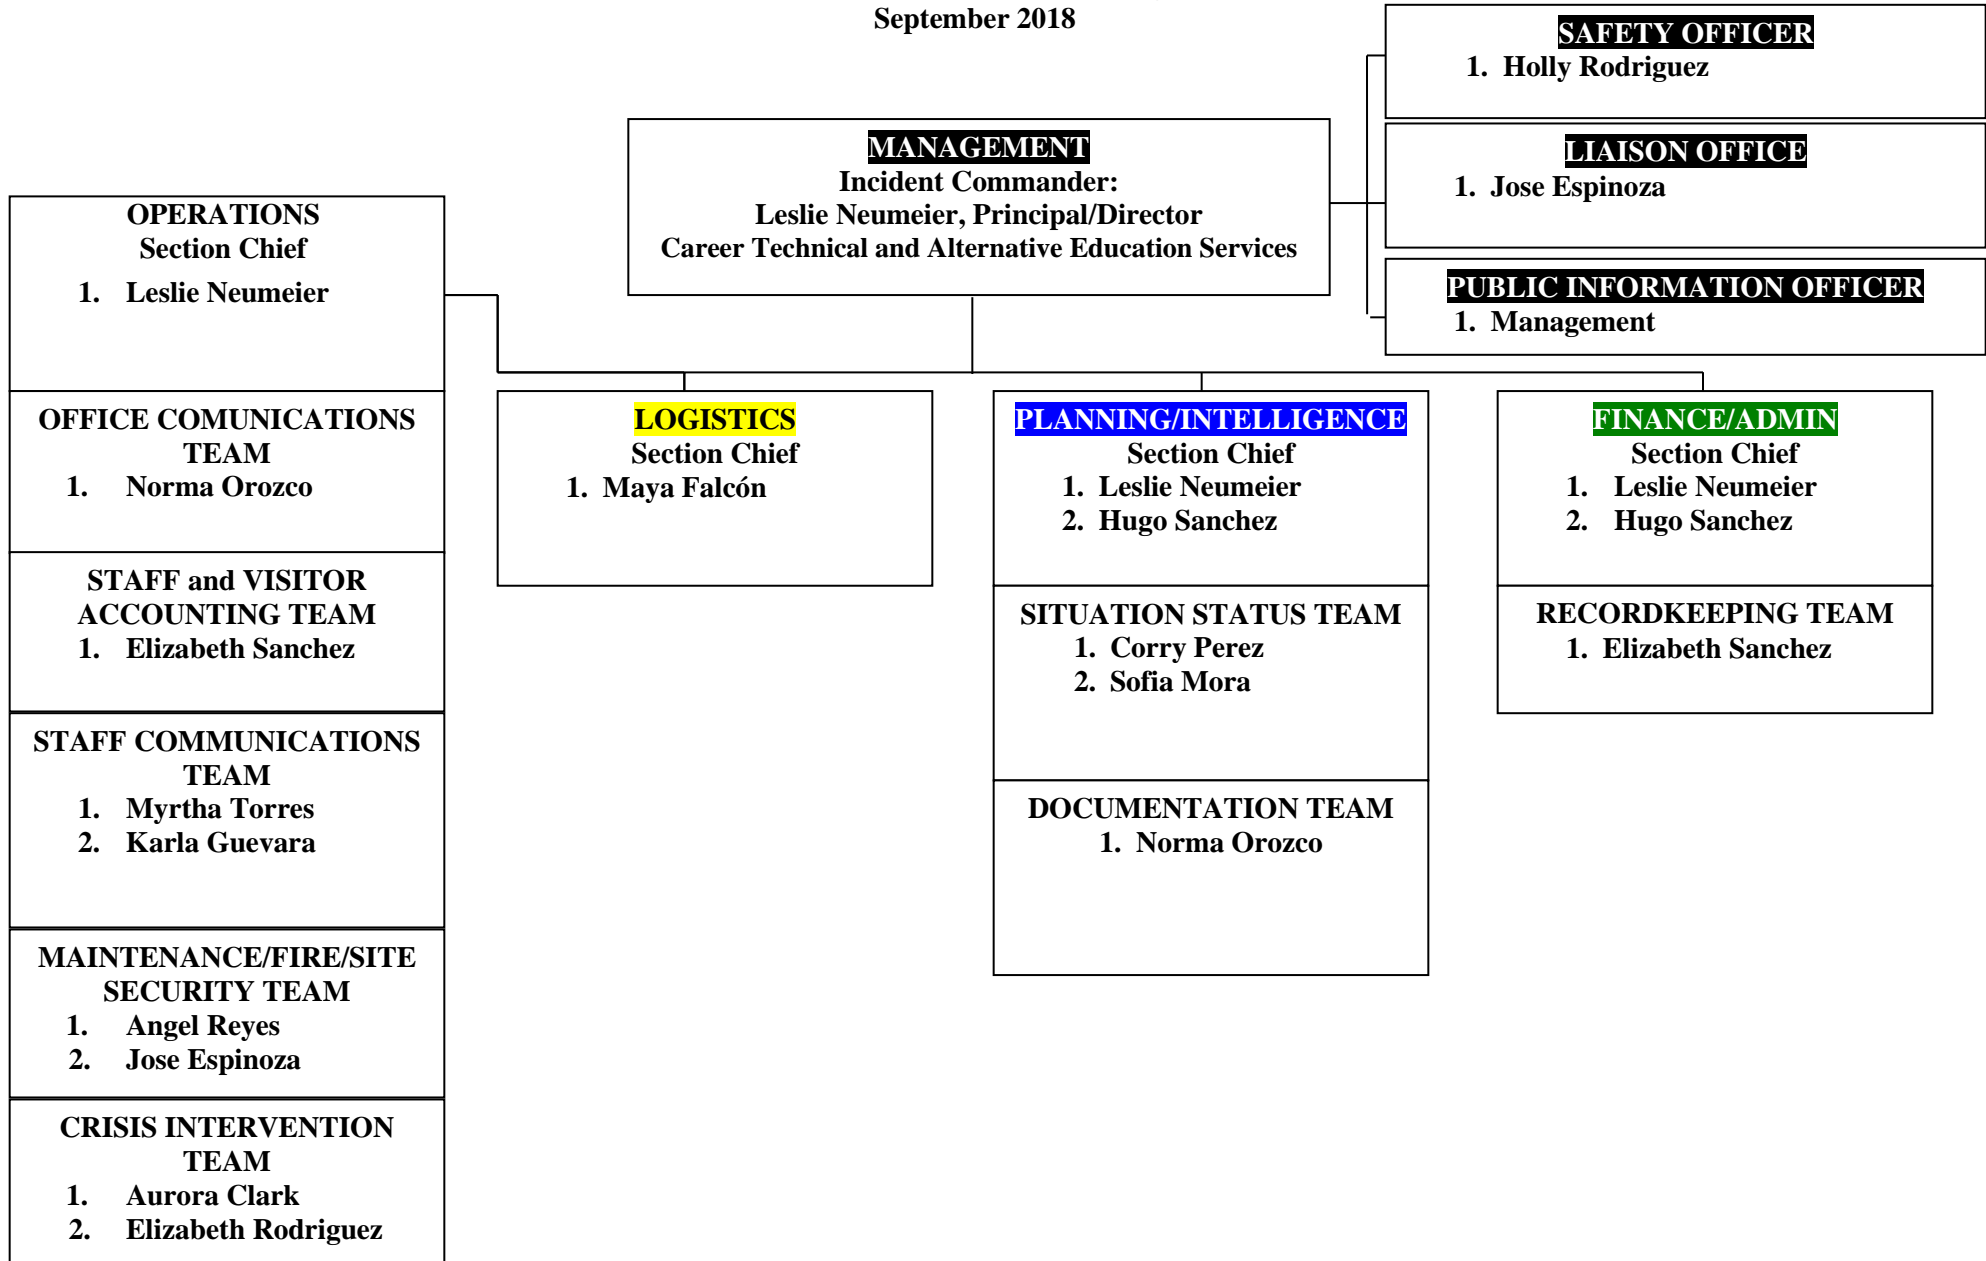 September 2018
SAFETY OFFICER
1. Holly Rodriguez
LIAISON OFFICE
1. Jose Espinoza
PUBLIC INFORMATION OFFICER
1. Management
MANAGEMENT
Incident Commander:
Leslie Neumeier, Principal/Director
Career Technical and Alternative Education Services
OPERATIONS
Section Chief
1. Leslie Neumeier
OFFICE COMUNICATIONS
TEAM
1. Norma Orozco
STAFF and VISITOR
ACCOUNTING TEAM
1. Elizabeth Sanchez
STAFF COMMUNICATIONS
TEAM
1. Myrtha Torres
2. Karla Guevara
MAINTENANCE/FIRE/SITE
SECURITY TEAM
1. Angel Reyes
2. Jose Espinoza
CRISIS INTERVENTION
TEAM
1. Aurora Clark
2. Elizabeth Rodriguez
LOGISTICS
Section Chief
1. Maya Falcón
PLANNING/INTELLIGENCE
Section Chief
1. Leslie Neumeier
2. Hugo Sanchez
SITUATION STATUS TEAM
1. Corry Perez
2. Sofia Mora
DOCUMENTATION TEAM
1. Norma Orozco
FINANCE/ADMIN
Section Chief
1. Leslie Neumeier
2. Hugo Sanchez
RECORDKEEPING TEAM
1. Elizabeth Sanchez